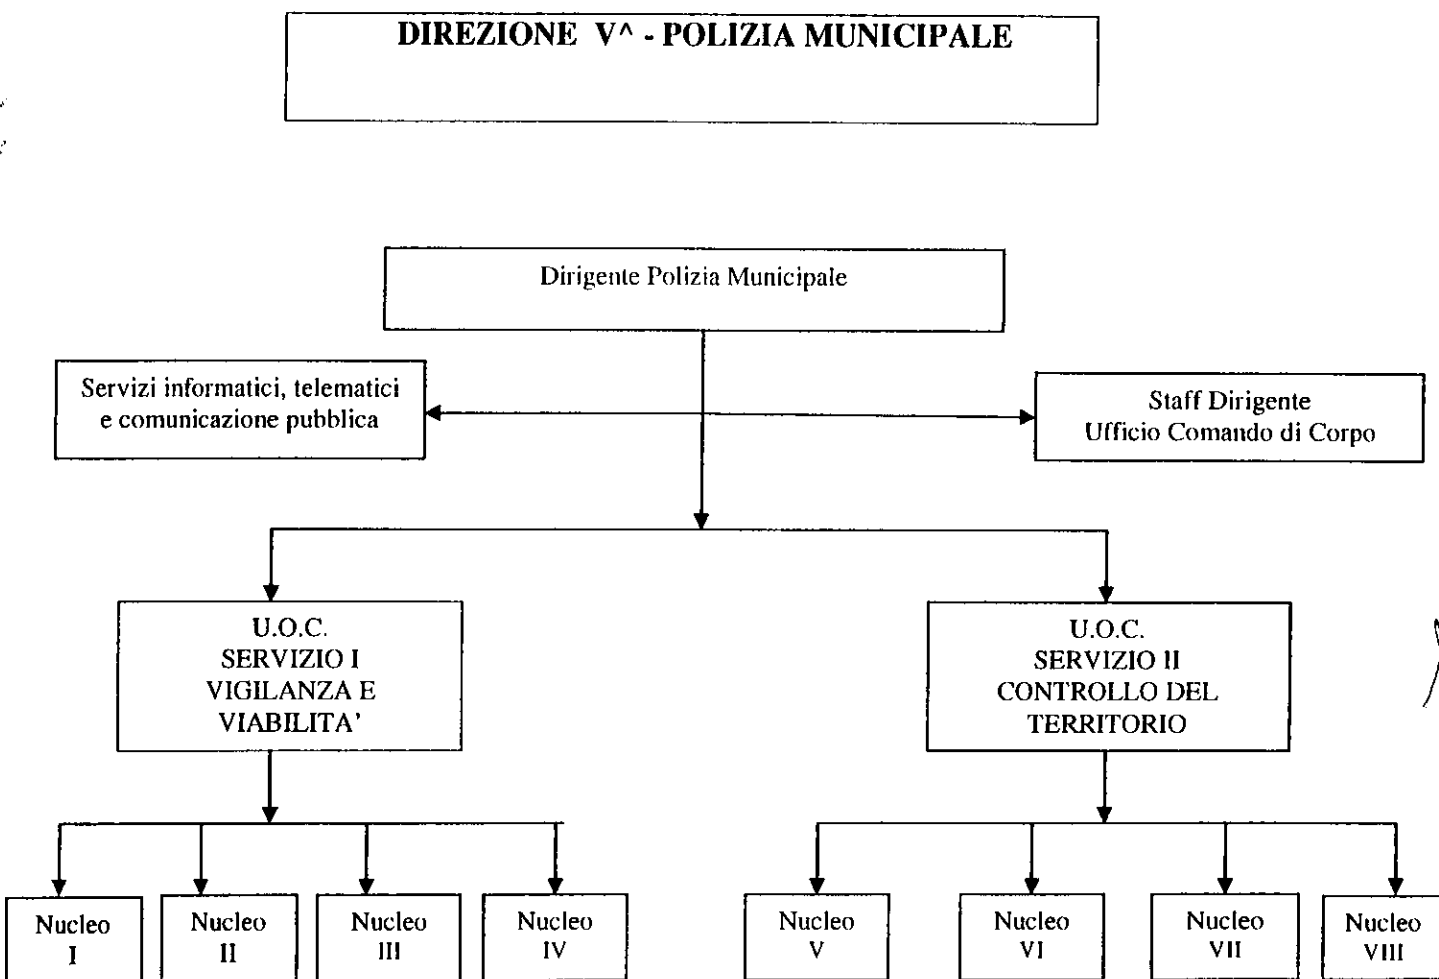 DIREZIONE V^ - POLIZIA MUNICIPALE
Dirigente Polizia Municipale
Servizi informatici, telematici
e comunicazione pubblica
Staff Dirigente
Ufficio Comando di Corpo
U.O.C.
SERVIZIO I
VIGILANZA E
VIABILITA'
U.O.C.
SERVIZIO II
CONTROLLO DEL
TERRITORIO
Nucleo
I
Nucleo
II
Nucleo
III
Nucleo
IV
Nucleo
V
Nucleo
VI
Nucleo
VII
Nucleo
VIII